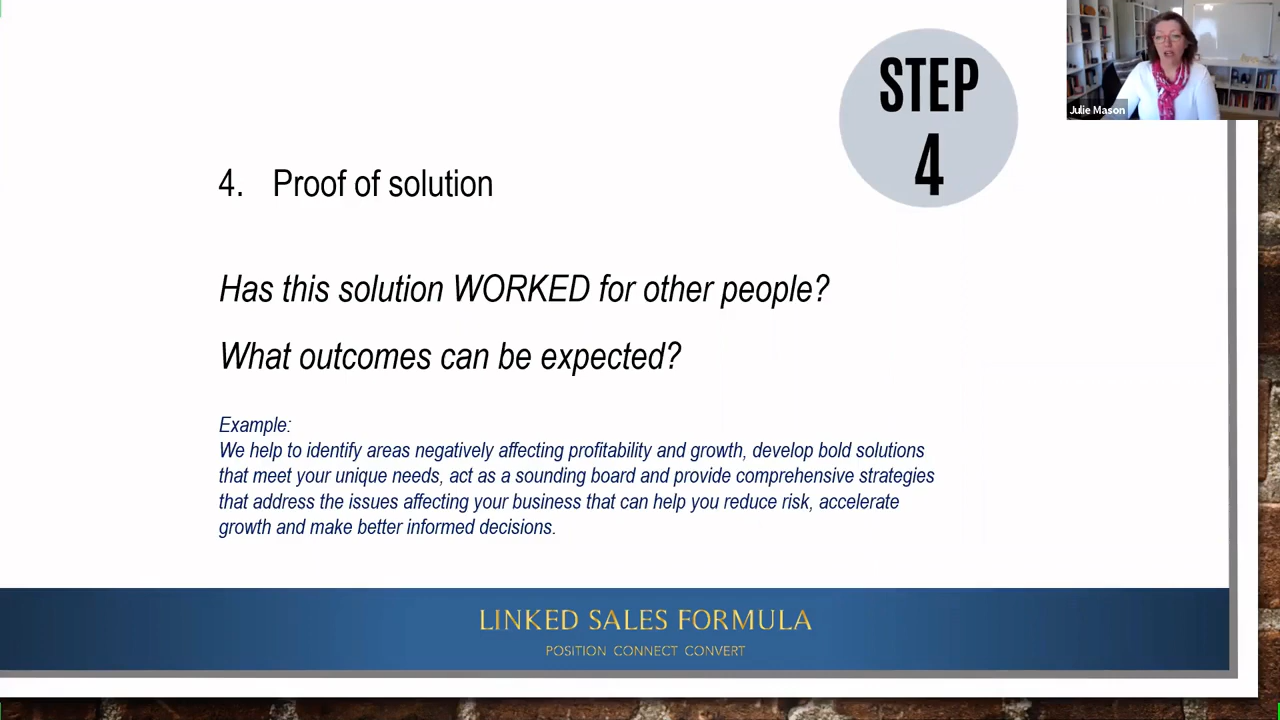 STEP
4
Julie Mason
4. Proof of solution
Has this solution WORKED for other people?
What outcomes can be expected?
Example:
We help to identify areas negatively affecting profitability and growth, develop bold solutions
that meet your unique needs, act as a sounding board and provide comprehensive strategies
that address the issues affecting your business that can help you reduce risk, accelerate
growth and make better informed decisions.
LINKED SALES FORMULA
POSITION CONNECT CONVERT